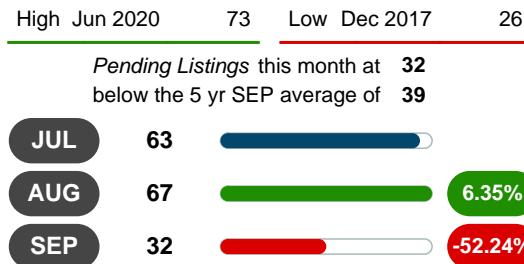 High Jun 2020 73 Low Dec 2017 26
Pending Listings this month at 32
below the 5 yr SEP average of 39
JUL 63
AUG 67 6.35%
SEP 32 -52.24%